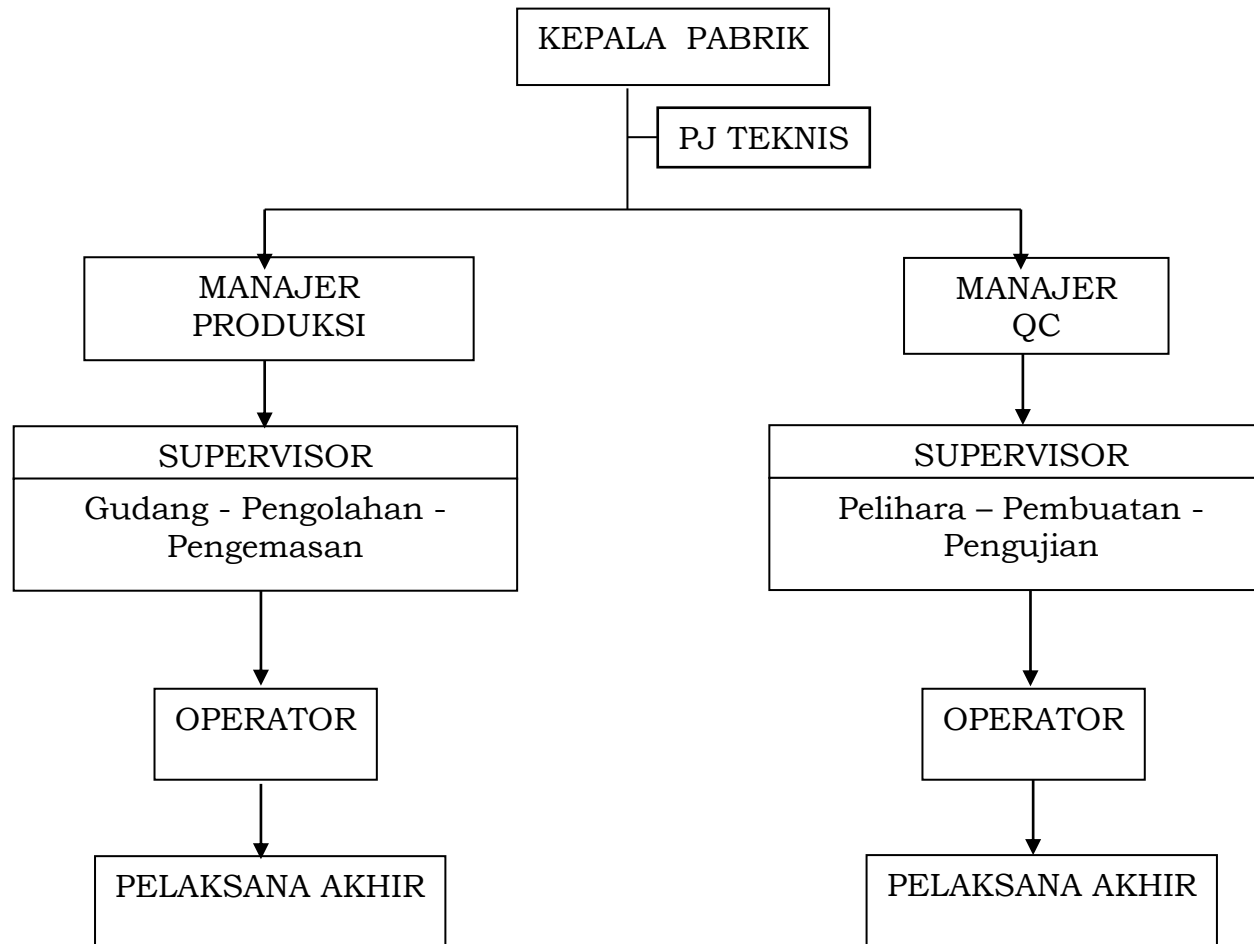 KEPALA PABRIK
PJ TEKNIS
MANAJER
PRODUKSI
MANAJER
QC
SUPERVISOR
Gudang - Pengolahan -
Pengemasan
SUPERVISOR
Pelihara – Pembuatan -
Pengujian
OPERATOR
OPERATOR
PELAKSANA AKHIR
PELAKSANA AKHIR